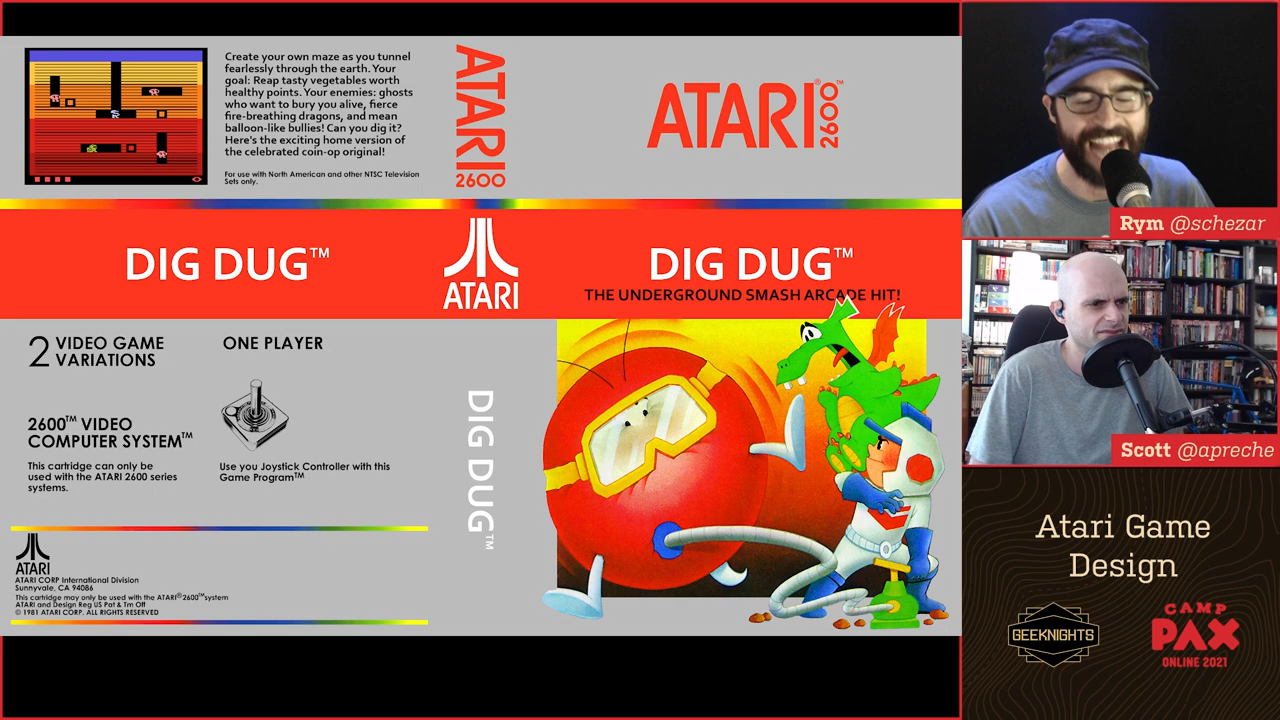 Create your own maze as you tunnel
fearlessly through the earth. Your
goal: Reap tasty vegetables worth
healthy points. Your enemies: ghosts
who want to bury you alive, fierce
fire-breathing dragons, and mean
balloon-like bullies! Can you dig it?
Here's the exciting home version of
the celebrated coin-op original!
For use with North American and other NTSC Television
Sets only.
ATARI
2600
ATARI® 2600™
DIG DUG™
ATARI
DIG DUG™
THE UNDERGROUND SMASH ARCADE HIT!
2 VIDEO GAME
VARIATIONS
ONE PLAYER
2600™ VIDEO
COMPUTER SYSTEM™
This cartridge can only be
used with the ATARI 2600 series
systems.
Use you Joystick Controller with this
Game Program™
DIG DUG™
ATARI
ATARI CORP International Division
Sunnyvale, CA 94086
This cartridge may only be used with the ATARI®2600™system
ATARI and Design Reg US Pat & Tm Off
© 1981 ATARI CORP. ALL RIGHTS RESERVED
Rym @schezar
Scott @apreche
Atari Game
Design
GEEKNIGHTS
CAMP
PAX
ONLINE 2021